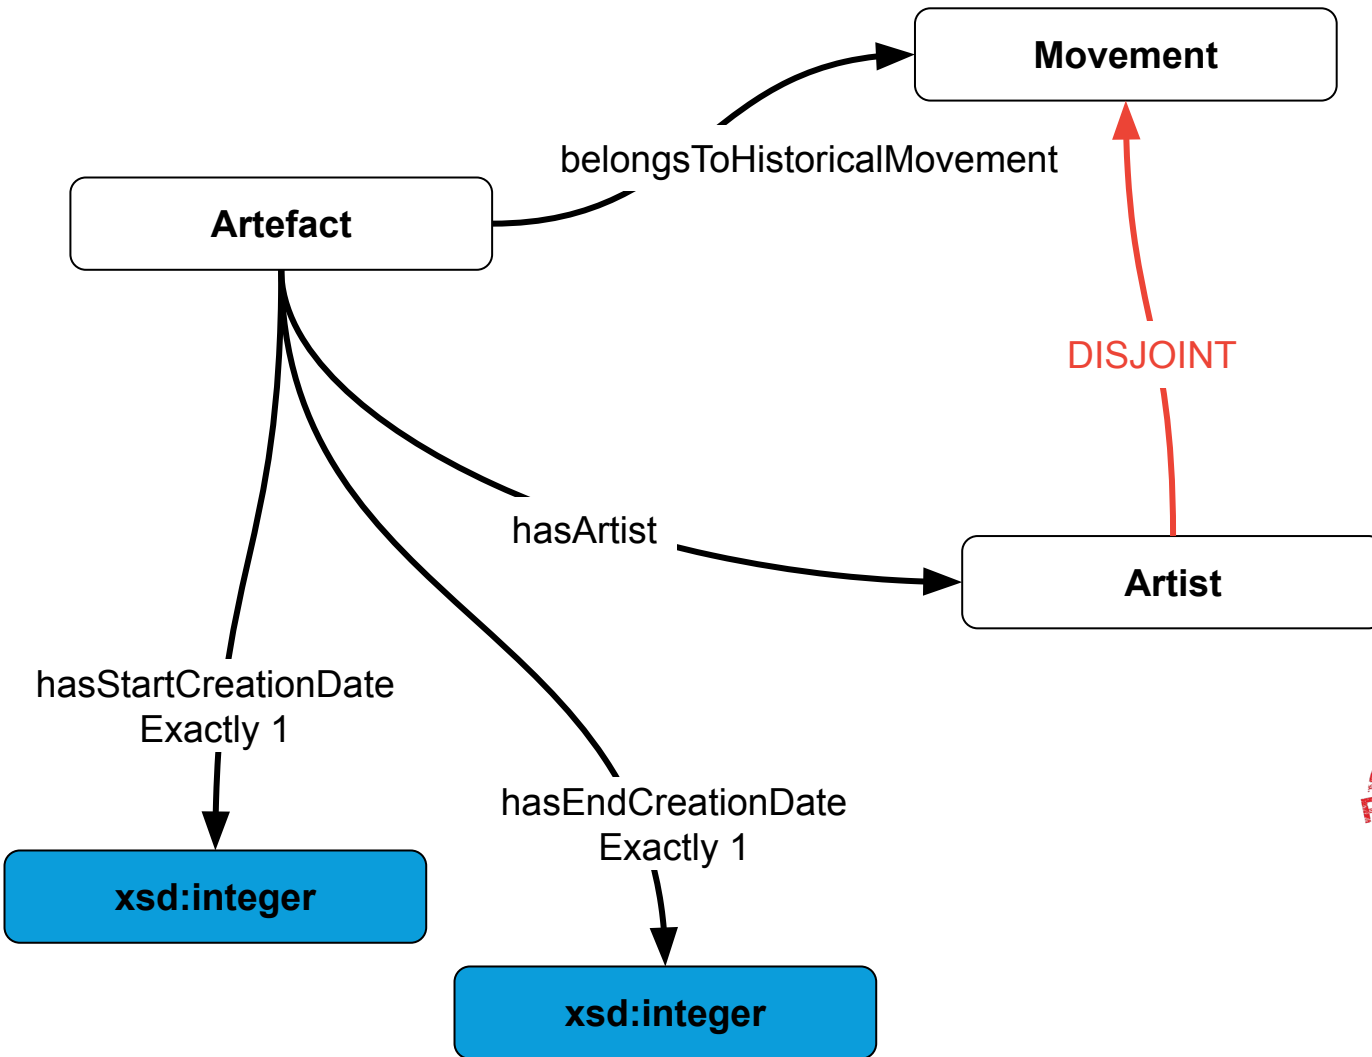 Movement
belongsToHistoricalMovement
Artefact
DISJOINT
hasArtist
Artist
hasStartCreationDate
Exactly 1
hasEndCreationDate
Exactly 1
xsd:integer
xsd:integer